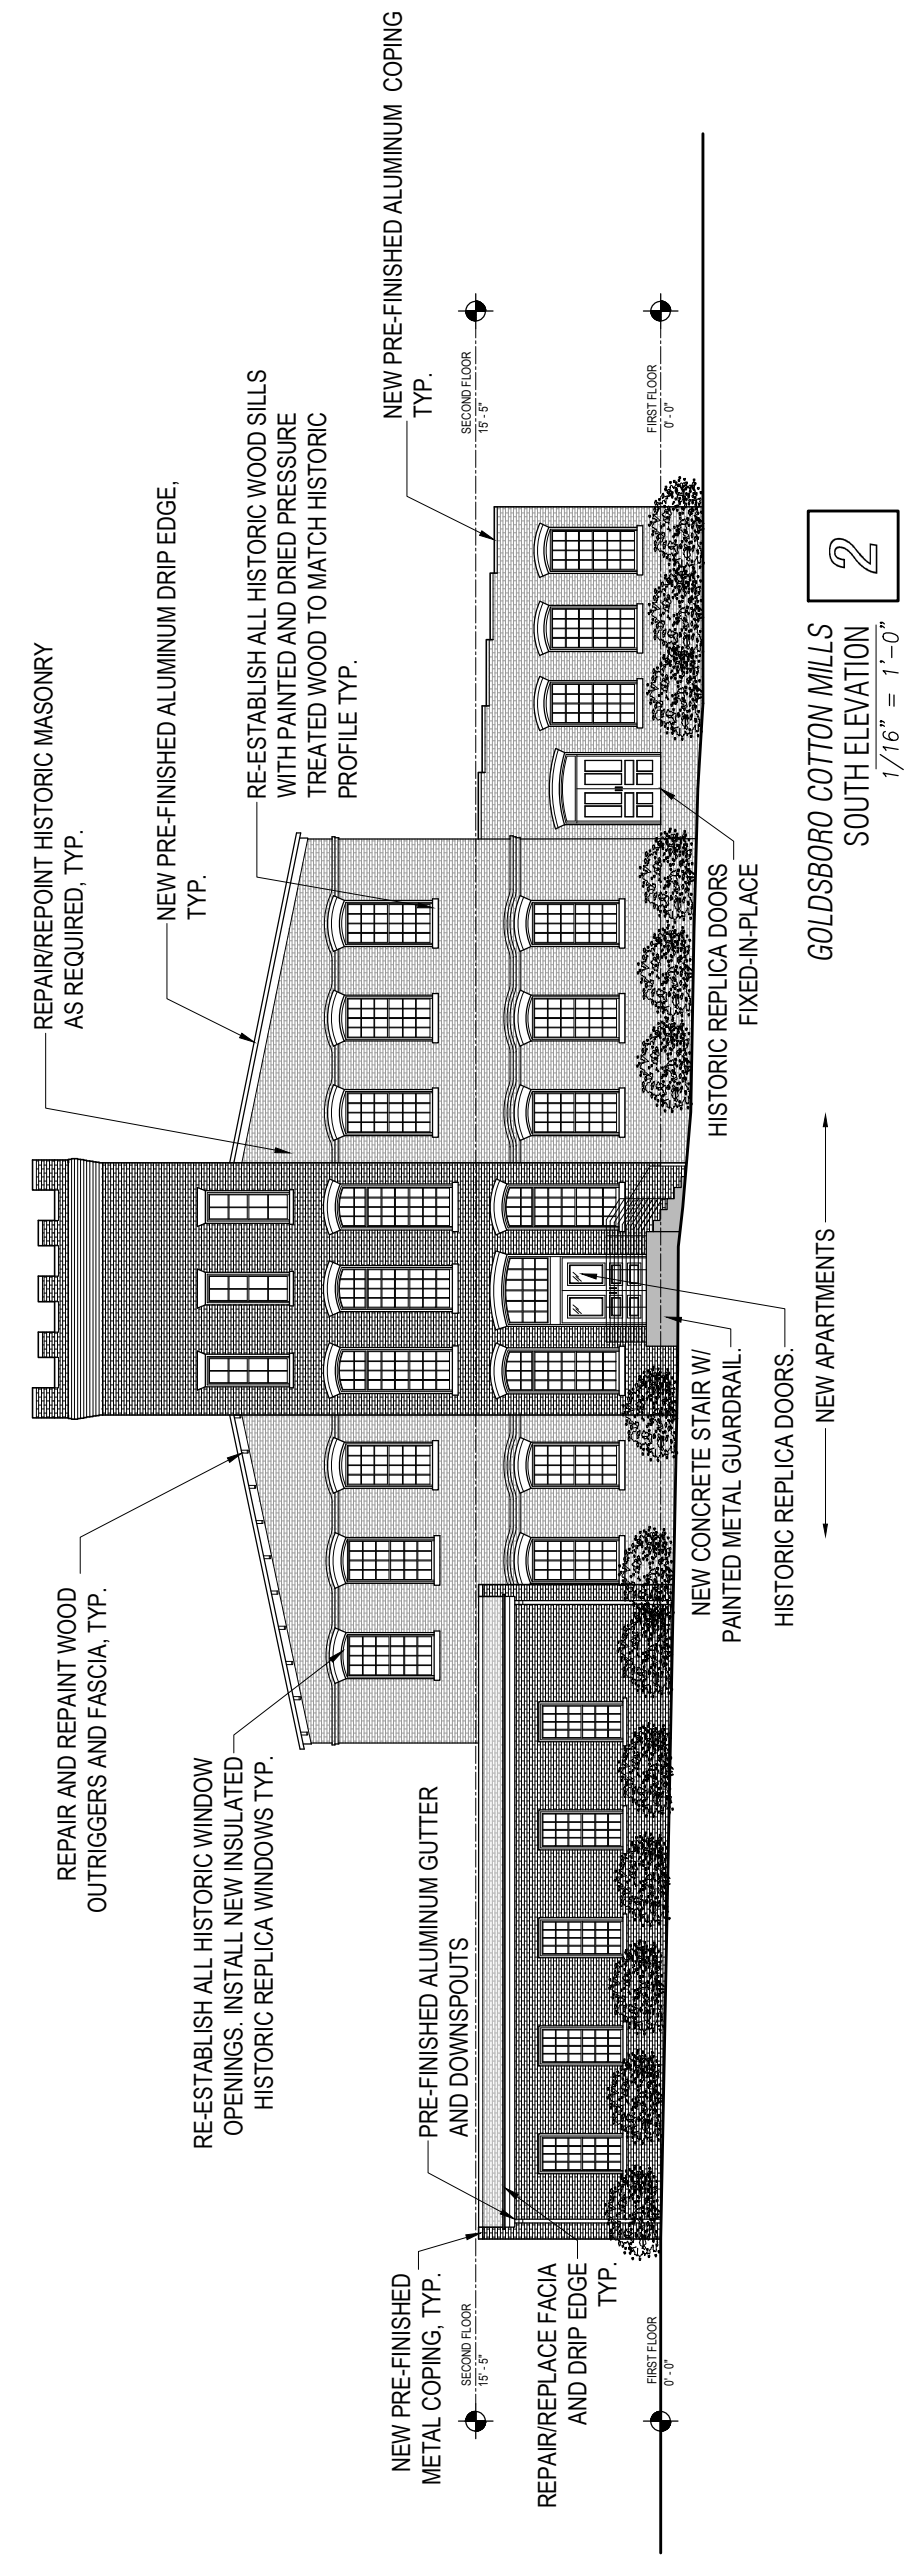 REPAIR AND REPAINT WOOD
OUTRIGGERS AND FASCIA, TYP.
REPAIR/REPOINT HISTORIC MASONRY
AS REQUIRED, TYP.
NEW PRE-FINISHED ALUMINUM DRIP EDGE,
TYP.
RE-ESTABLISH ALL HISTORIC WINDOW
OPENINGS. INSTALL NEW INSULATED
HISTORIC REPLICA WINDOWS TYP.
RE-ESTABLISH ALL HISTORIC WOOD SILLS
WITH PAINTED AND DRIED PRESSURE
TREATED WOOD TO MATCH HISTORIC
PROFILE TYP.
NEW PRE-FINISHED
METAL COPING, TYP.
PRE-FINISHED ALUMINUM GUTTER
AND DOWNSPOUTS
NEW PRE-FINISHED ALUMINUM COPING
TYP.
SECOND FLOOR
15' - 5"
SECOND FLOOR
15' - 5"
REPAIR/REPLACE FACIA
AND DRIP EDGE
TYP.
FIRST FLOOR
0' - 0"
FIRST FLOOR
0' - 0"
NEW CONCRETE STAIR W/
PAINTED METAL GUARDRAIL.
HISTORIC REPLICA DOORS
FIXED-IN-PLACE
HISTORIC REPLICA DOORS.
NEW APARTMENTS
GOLDSBORO COTTON MILLS
SOUTH ELEVATION
1/16" = 1'-0"
2